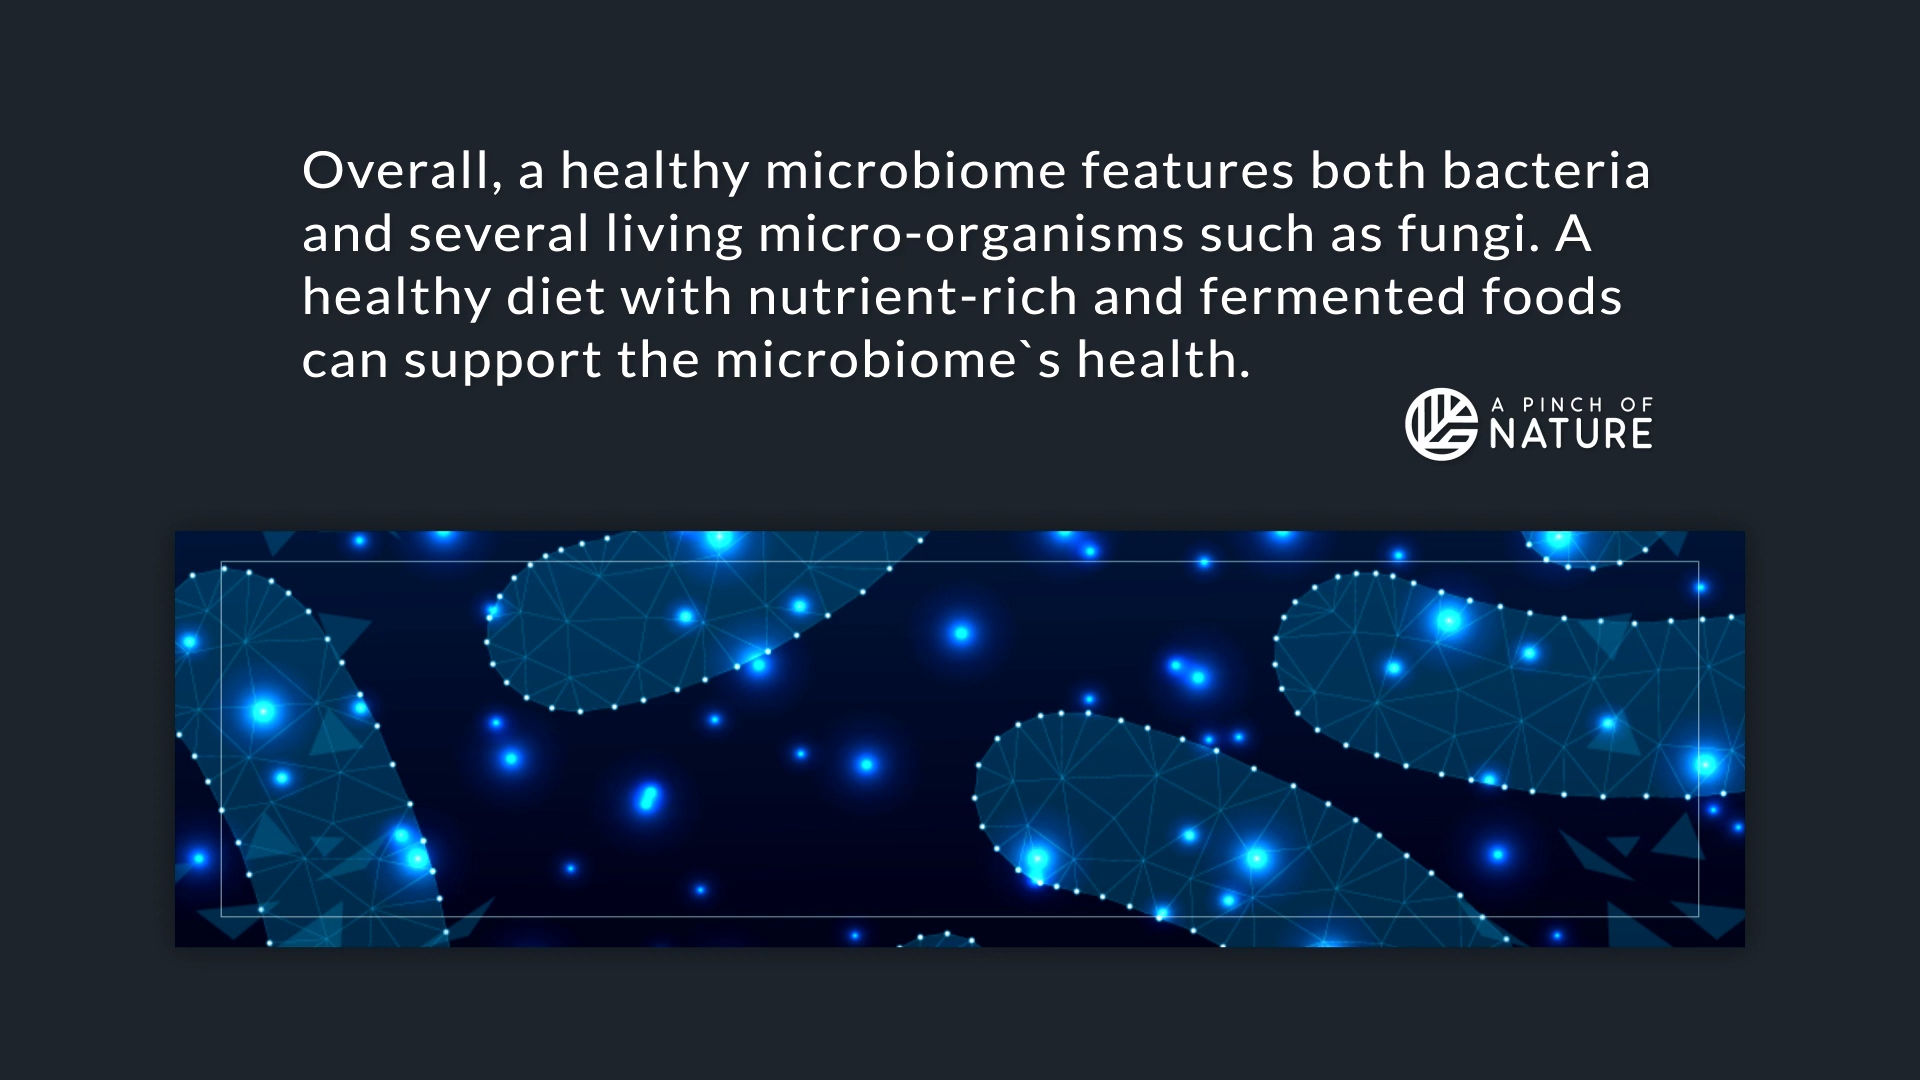 Overall, a healthy microbiome features both bacteria
and several living micro-organisms such as fungi. A
healthy diet with nutrient-rich and fermented foods
can support the microbiome`s health.
A PINCH OF
NATURE